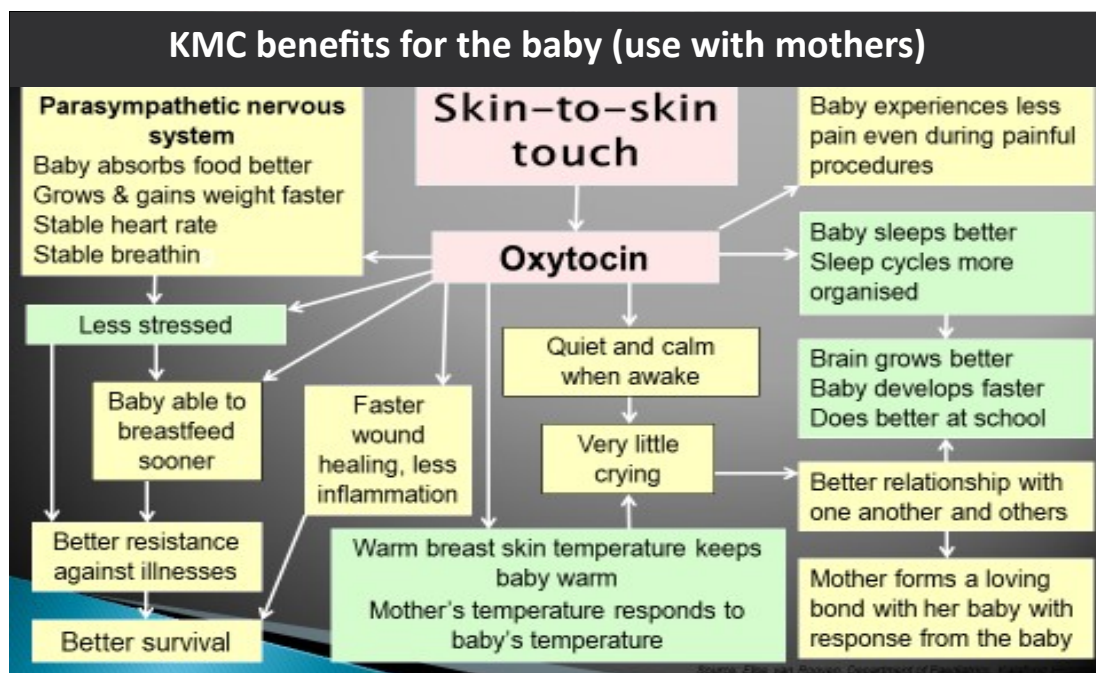 KMC benefits for the baby (use with mothers)
Parasympathetic nervous
system
Baby absorbs food better
Grows & gains weight faster
Stable heart rate
Stable breathin
Skin-to-skin
touch
Baby experiences less
pain even during painful
procedures
Oxytocin
Baby sleeps better
Sleep cycles more
organised
Less stressed
Quiet and calm
when awake
Brain grows better
Baby develops faster
Does better at school
Baby able to
breastfeed
sooner
Faster
wound
healing, less
inflammation
Very little
crying
Better relationship with
one another and others
Better resistance
against illnesses
Warm breast skin temperature keeps
baby warm
Mother's temperature responds to
baby's temperature
Mother forms a loving
bond with her baby with
response from the baby
Better survival